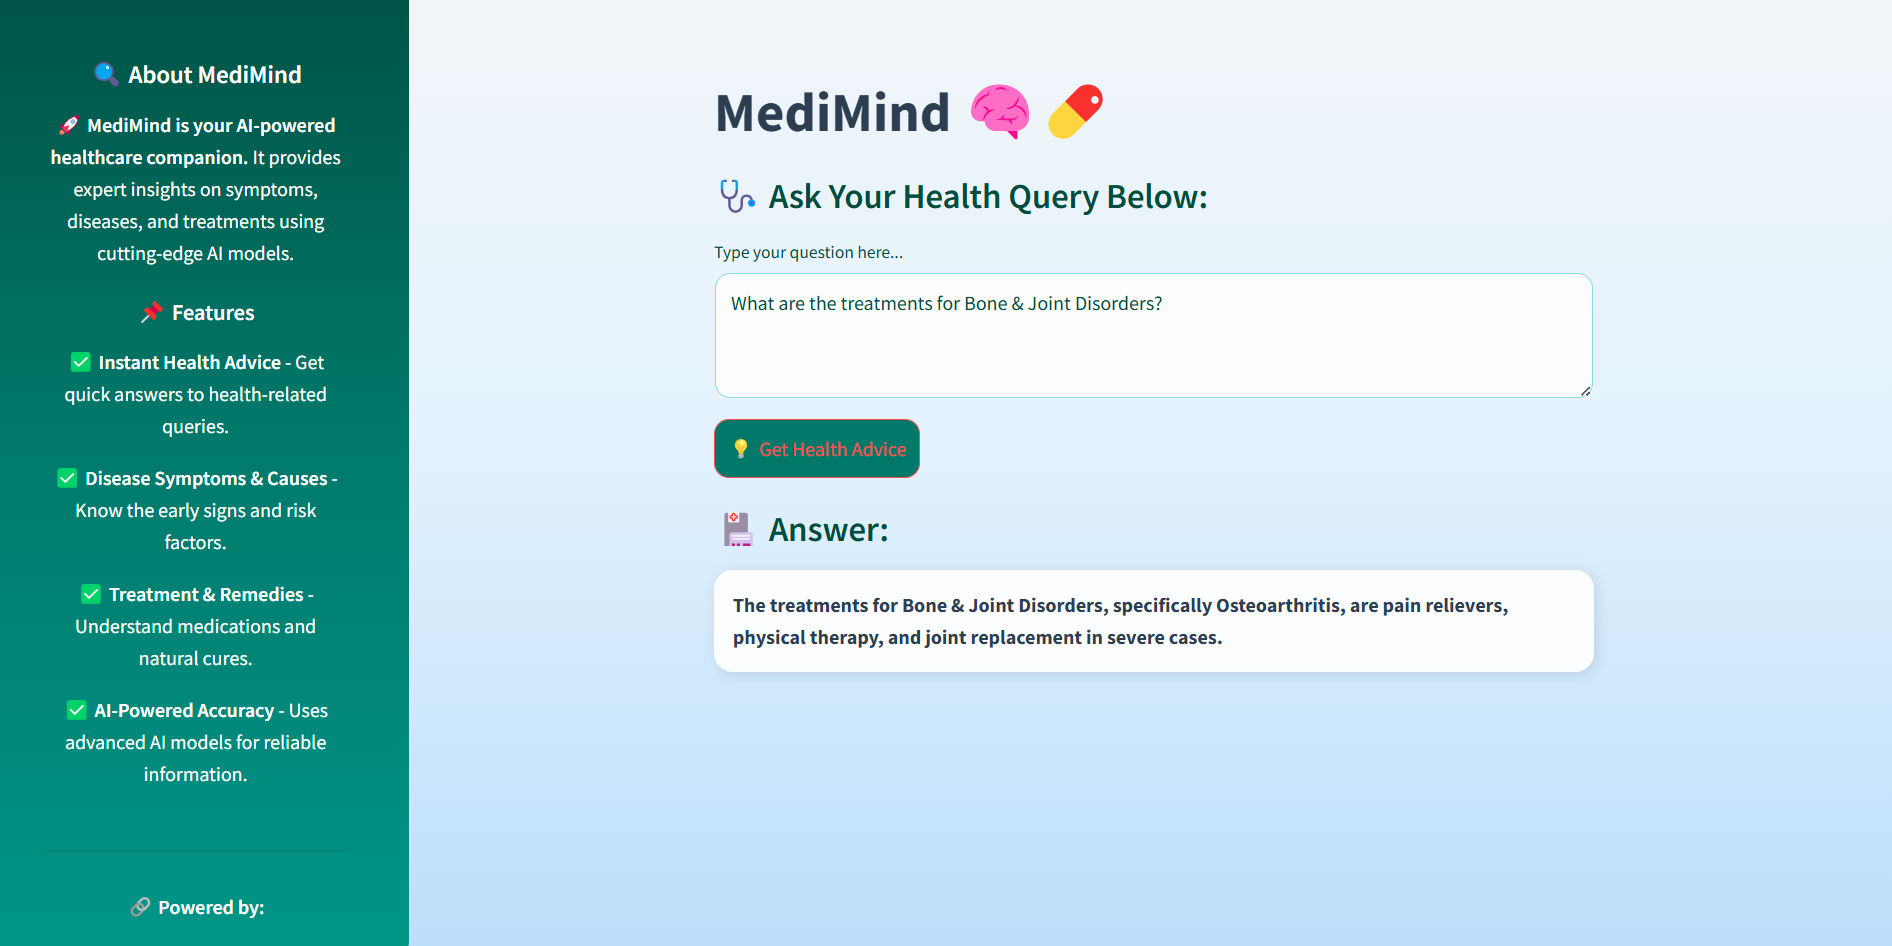 About MediMind
MediMind is your AI-powered
healthcare companion. It provides
expert insights on symptoms,
diseases, and treatments using
cutting-edge AI models.
Features
Instant Health Advice - Get
quick answers to health-related
queries.
Disease Symptoms & Causes -
Know the early signs and risk
factors.
Treatment & Remedies -
Understand medications and
natural cures.
AI-Powered Accuracy - Uses
advanced AI models for reliable
information.
Powered by:
MediMind
Ask Your Health Query Below:
Type your question here...
What are the treatments for Bone & Joint Disorders?
Get Health Advice
Answer:
The treatments for Bone & Joint Disorders, specifically Osteoarthritis, are pain relievers,
physical therapy, and joint replacement in severe cases.